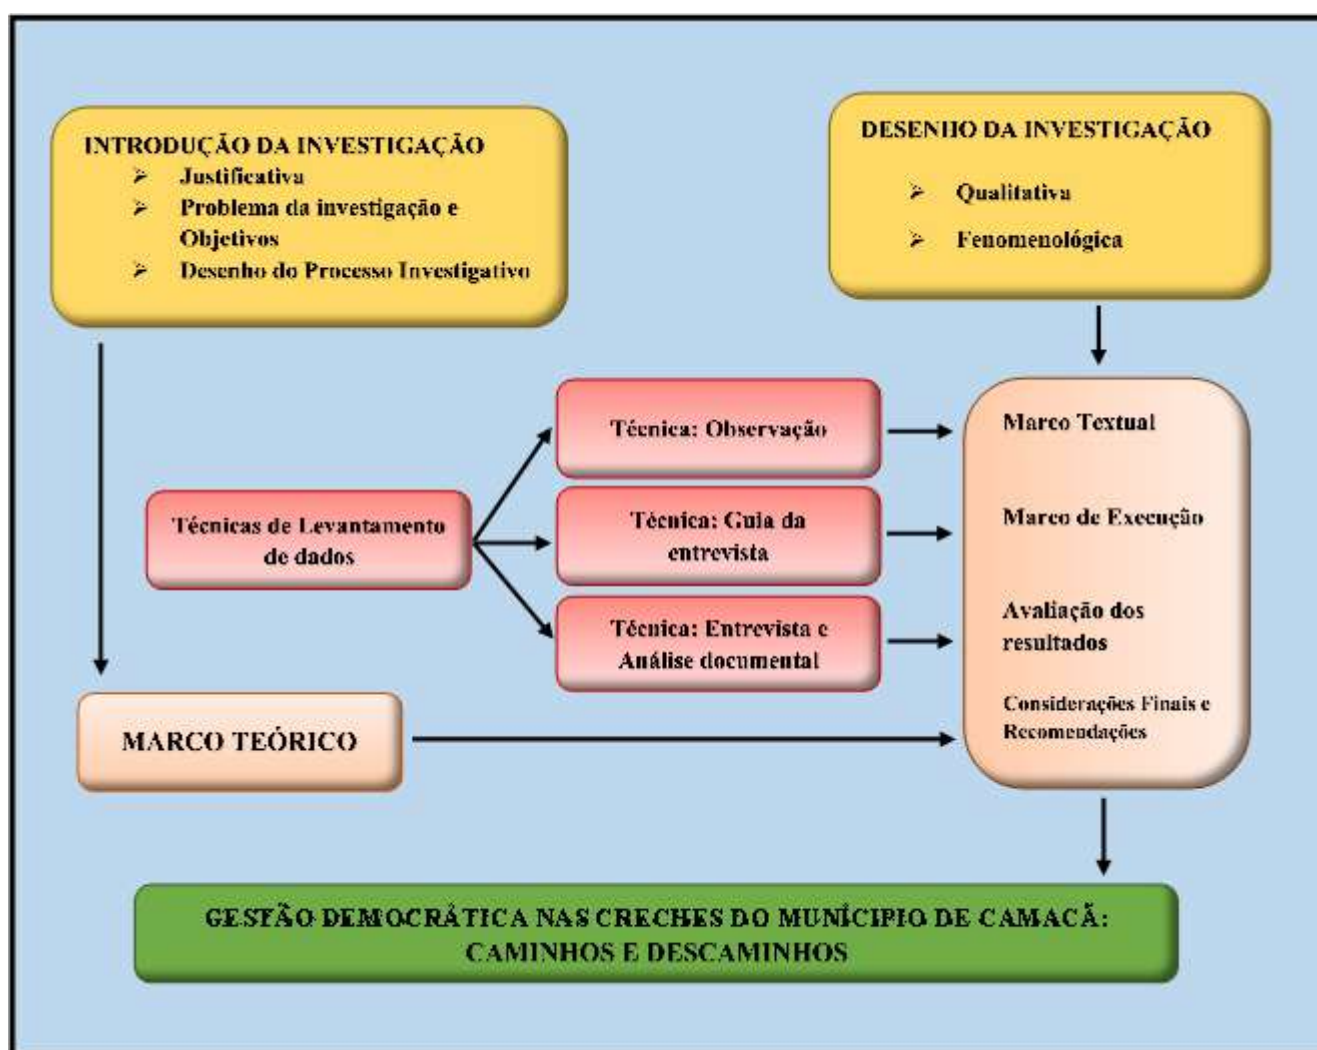 INTRODUÇÃO DA INVESTIGAÇÃO
➢ Justificativa
➢ Problema da investigação e
Objetivos
➢ Desenho do Processo Investigativo
DESENHO DA INVESTIGAÇÃO
➢ Qualitativa
➢ Fenomenológica
Técnicas de Levantamento
de dados
Técnica: Observação
Técnica: Guia da
entrevista
Técnica: Entrevista e
Análise documental
Marco Textual
Marco de Execução
Avaliação dos
resultados
Considerações Finais e
Recomendações
MARCO TEÓRICO
GESTÃO DEMOCRÁTICA NAS CRECHES DO MUNÍCIPIO DE CAMACÃ:
CAMINHOS E DESCAMINHOS